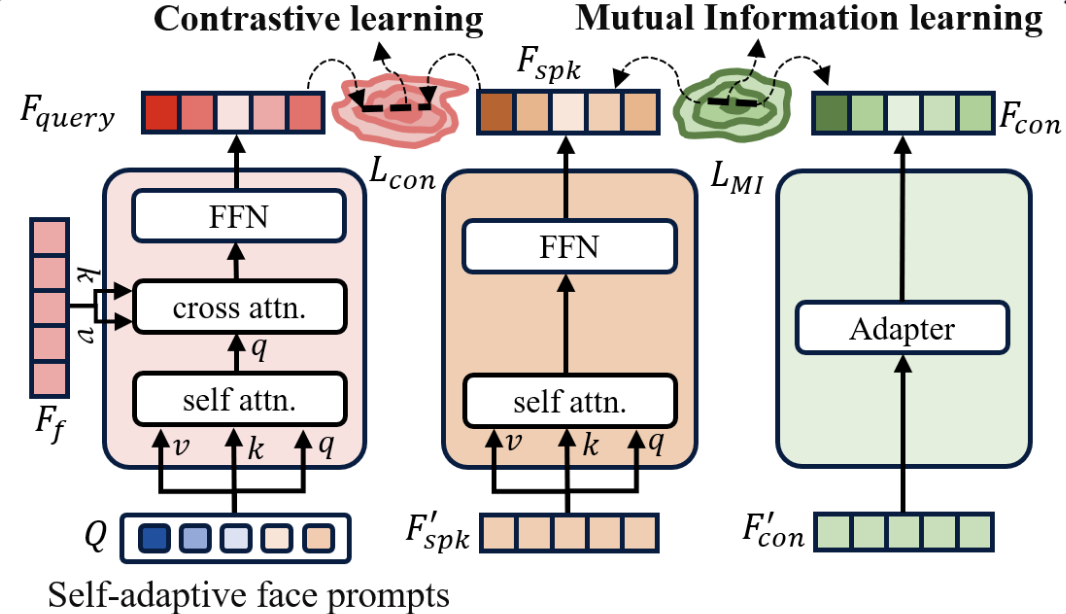 Contrastive learning
Mutual Information learning
F_query
F_spk
F_con
L_con
L_MI
FFN
FFN
k
v
cross attn.
Adapter
q
self attn.
self attn.
F_f
v
k
q
v
k
q
Q
F'_spk
F'_con
Self-adaptive face prompts